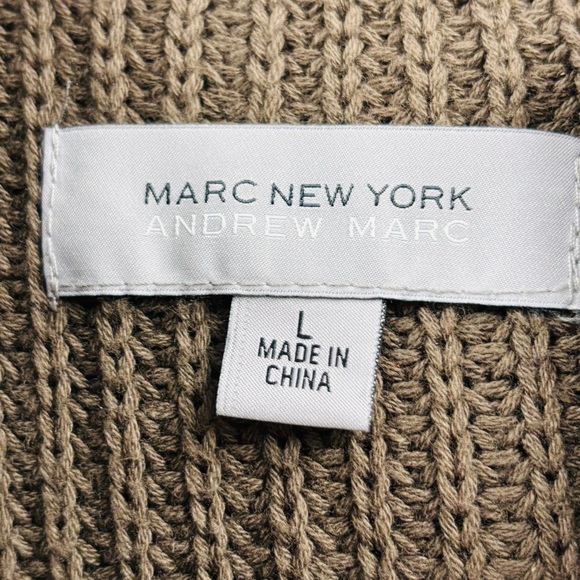 MARC NEW YORK
ANDREW MARC
L
MADE IN
CHINA